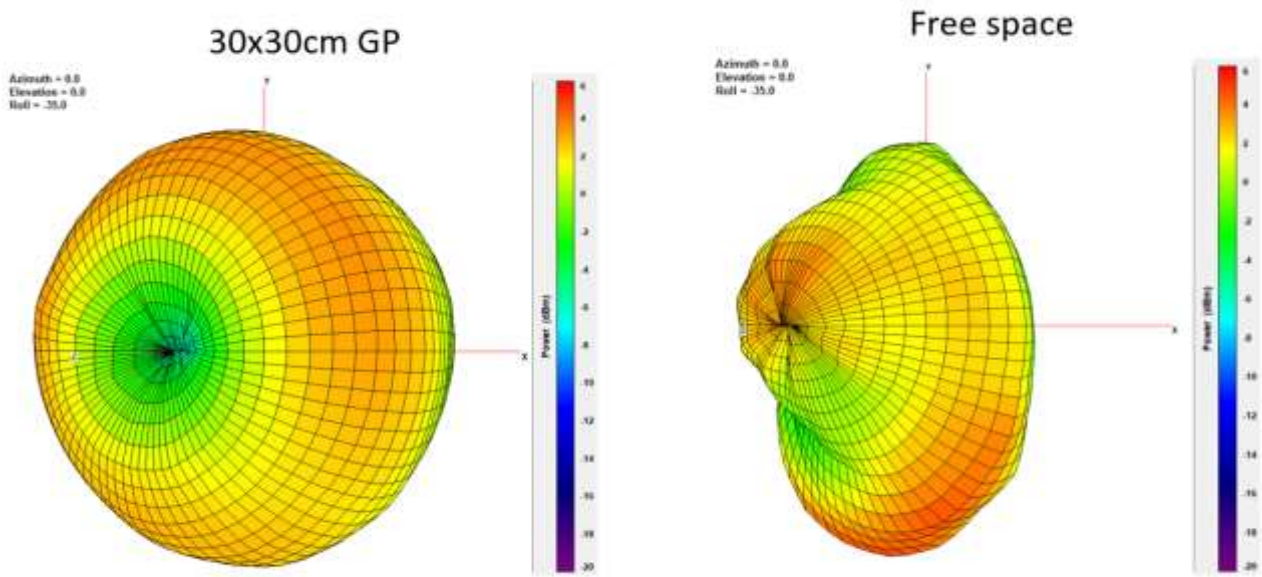 30x30cm GP
Azimuth = 0.0
Elevation = 0.0
Roll = -35.0
Y
X
Power (dBm)
6
4
2
0
-2
-4
-6
-8
-10
-12
-14
-16
-18
-20
Free space
Azimuth = 0.0
Elevation = 0.0
Roll = -35.0
Y
X
Power (dBm)
6
4
2
0
-2
-4
-6
-8
-10
-12
-14
-16
-18
-20